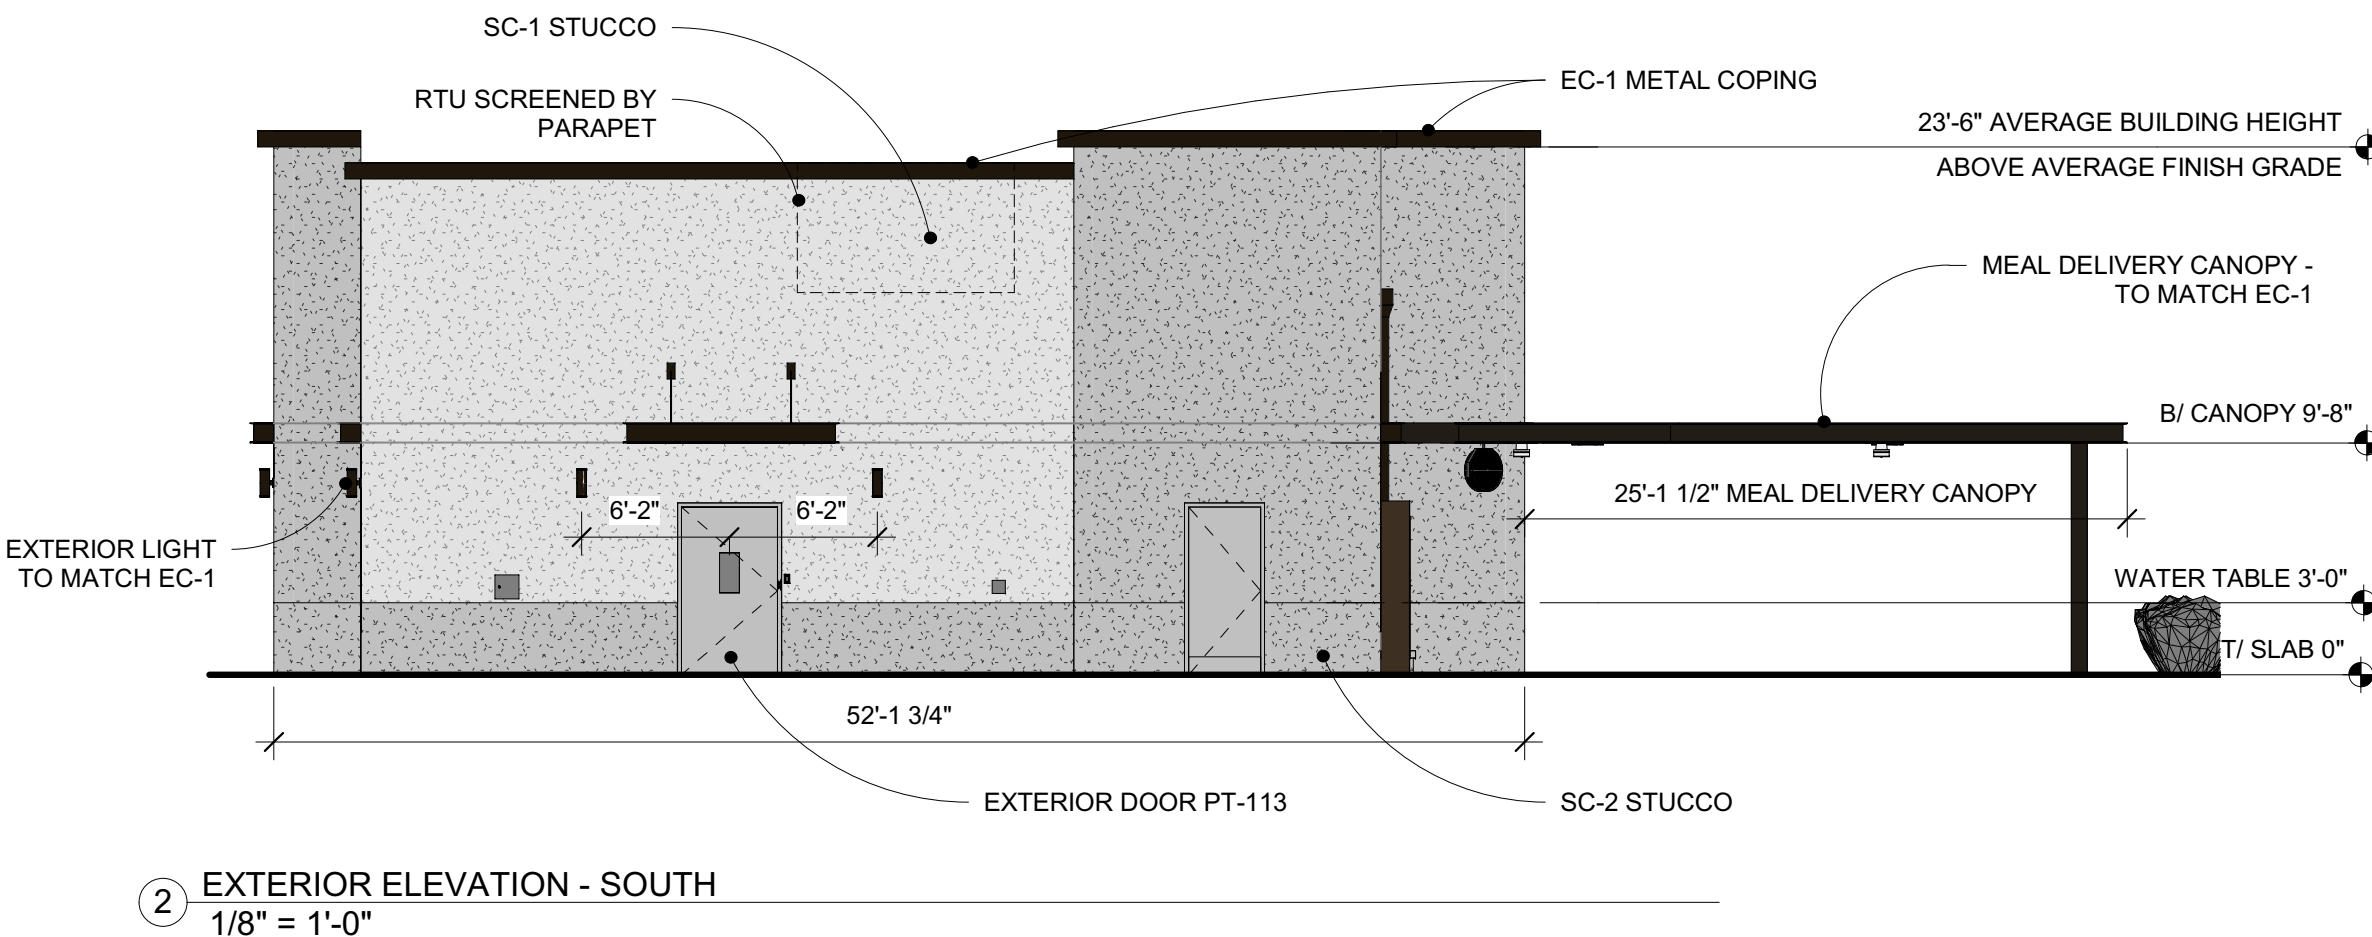 SC-1 STUCCO
RTU SCREENED BY
PARAPET
EC-1 METAL COPING
23'-6" AVERAGE BUILDING HEIGHT
ABOVE AVERAGE FINISH GRADE
MEAL DELIVERY CANOPY -
TO MATCH EC-1
B/ CANOPY 9'-8"
25'-1 1/2" MEAL DELIVERY CANOPY
6'-2"
6'-2"
EXTERIOR LIGHT
TO MATCH EC-1
WATER TABLE 3'-0"
T/ SLAB 0"
52'-1 3/4"
EXTERIOR DOOR PT-113
SC-2 STUCCO
2
EXTERIOR ELEVATION - SOUTH
1/8" = 1'-0"